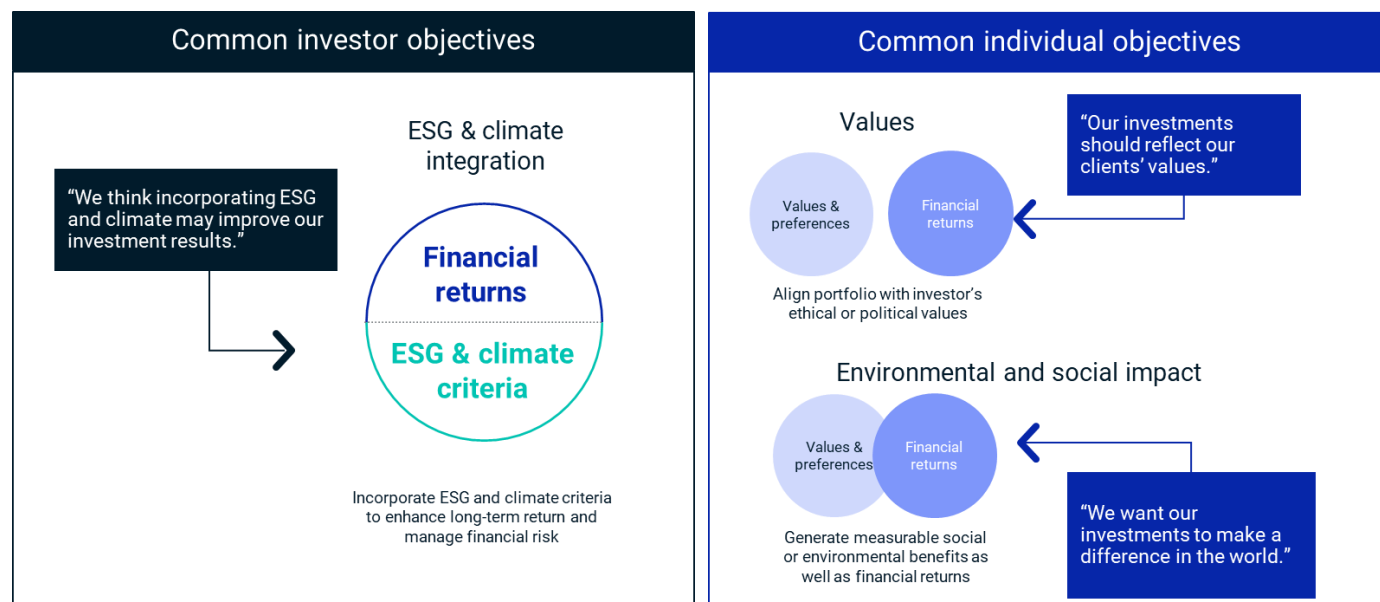 Common investor objectives
ESG & climate
integration
“We think incorporating ESG
and climate may improve our
investment results.”
Financial
returns
ESG & climate
criteria
Incorporate ESG and climate criteria
to enhance long-term return and
manage financial risk
Common individual objectives
Values
“Our investments
should reflect our
clients’ values.”
Values &
preferences
Financial
returns
Align portfolio with investor’s
ethical or political values
Environmental and social impact
Values &
preferences
Financial
returns
Generate measurable social
or environmental benefits as
well as financial returns
“We want our
investments to make a
difference in the world.”